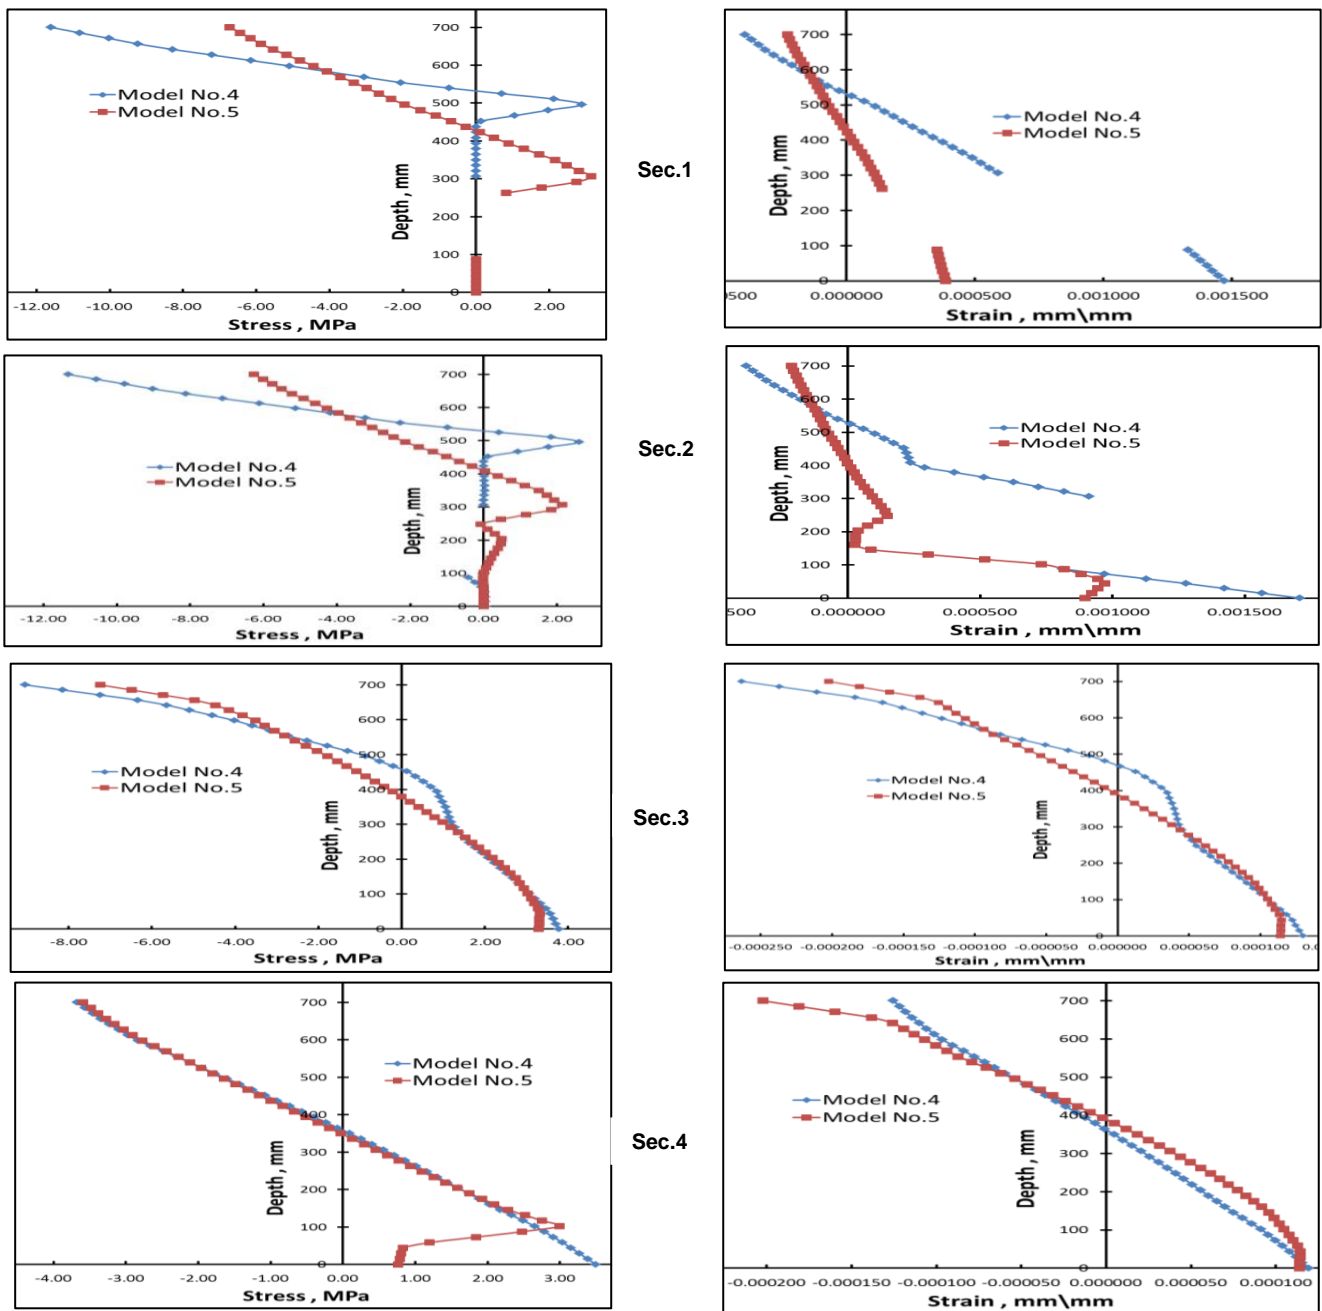 700
600
500
400
300
200
100
0
Model No.4
Model No.5
Depth , mm
-12.00 -10.00 -8.00 -6.00 -4.00 -2.00 0.00 2.00
Stress , MPa
Sec.1
700
600
500
400
300
200
100
0
Model No.4
Model No.5
Depth , mm
0500 0.000000 0.000500 0.001000 0.001500
Strain , mm\mm
700
600
500
400
300
200
100
0
Model No.4
Model No.5
Depth , mm
-12.00 -10.00 -8.00 -6.00 -4.00 -2.00 0.00 2.00
Stress , MPa
Sec.2
700
600
500
400
300
200
100
0
Model No.4
Model No.5
Depth , mm
500 0.000000 0.000500 0.001000 0.001500
Strain , mm\mm
700
600
500
400
300
200
100
0
Model No.4
Model No.5
Depth , mm
-8.00 -6.00 -4.00 -2.00 0.00 2.00 4.00
Stress , MPa
Sec.3
700
600
500
400
300
200
100
0
Model No.4
Model No.5
Depth , mm
-0.000250 -0.000200 -0.000150 -0.000100 -0.000050 0.000000 0.000050 0.000100 0.0
Strain , mm\mm
700
600
500
400
300
200
100
0
Model No.4
Model No.5
Depth , mm
-4.00 -3.00 -2.00 -1.00 0.00 1.00 2.00 3.00
Stress , MPa
Sec.4
700
600
500
400
300
200
100
0
Model No.4
Model No.5
Depth , mm
-0.000200 -0.000150 -0.000100 -0.000050 0.000000 0.000050 0.000100
Strain , mm\mm